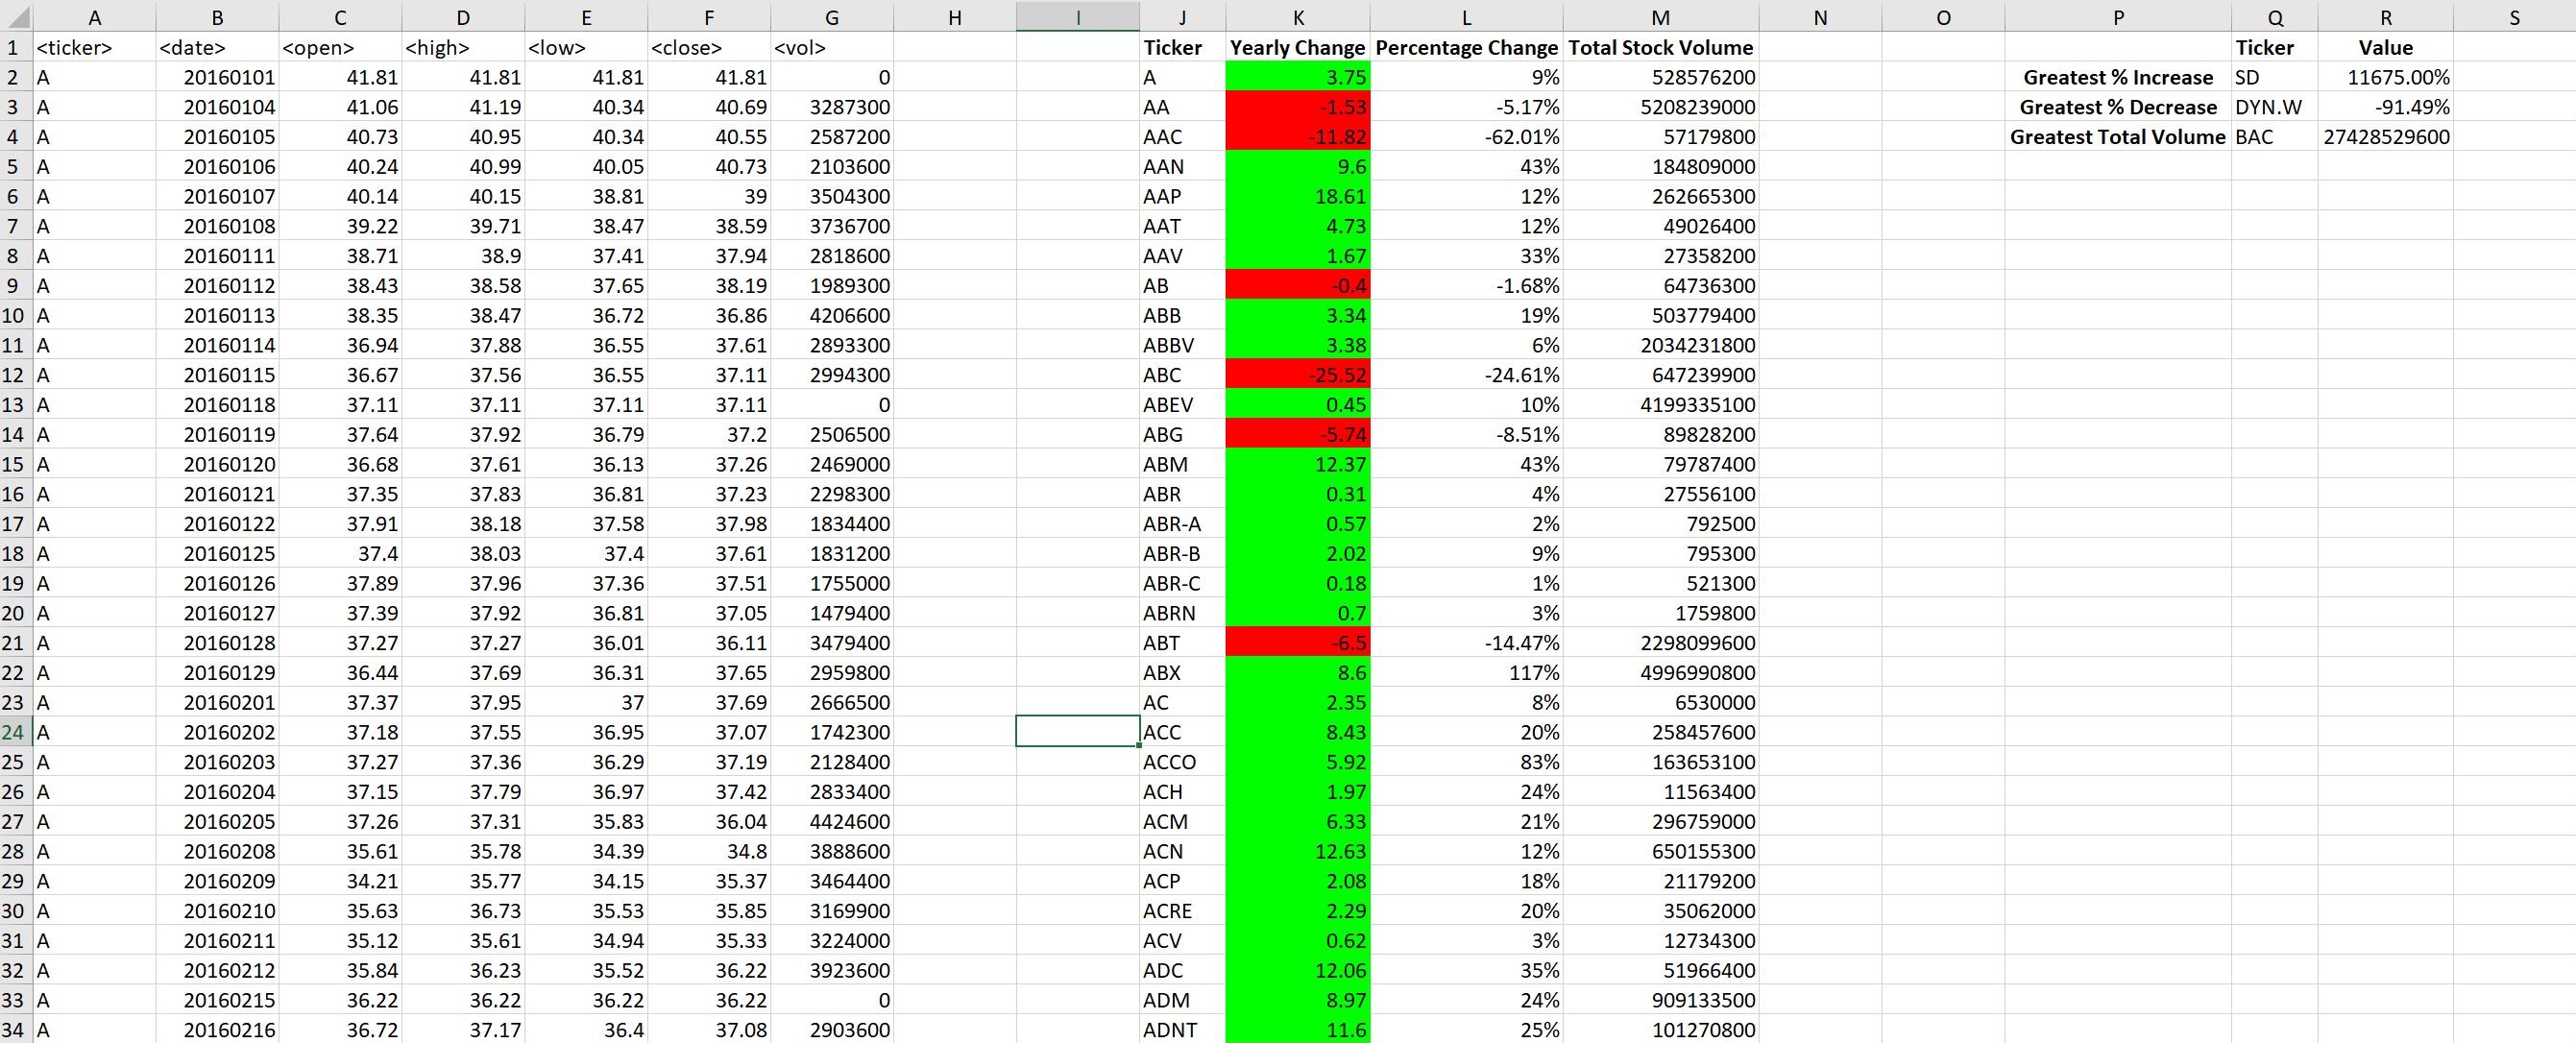 A B C D E F G H I J K L M N O P Q R S
1 <ticker> <date> <open> <high> <low> <close> <vol> Ticker Yearly Change Percentage Change Total Stock Volume Ticker Value
2 A 20160101 41.81 41.81 41.81 41.81 0 A 3.75 9% 528576200 Greatest % Increase SD 11675.00%
3 A 20160104 41.06 41.19 40.34 40.69 3287300 AA -1.53 -5.17% 5208239000 Greatest % Decrease DYN.W -91.49%
4 A 20160105 40.73 40.95 40.34 40.55 2587200 AAC -11.82 -62.01% 57179800 Greatest Total Volume BAC 27428529600
5 A 20160106 40.24 40.99 40.05 40.73 2103600 AAN 9.6 43% 184809000
6 A 20160107 40.14 40.15 38.81 39 3504300 AAP 18.61 12% 262665300
7 A 20160108 39.22 39.71 38.47 38.59 3736700 AAT 4.73 12% 49026400
8 A 20160111 38.71 38.9 37.41 37.94 2818600 AAV 1.67 33% 27358200
9 A 20160112 38.43 38.58 37.65 38.19 1989300 AB -0.4 -1.68% 64736300
10 A 20160113 38.35 38.47 36.72 36.86 4206600 ABB 3.34 19% 503779400
11 A 20160114 36.94 37.88 36.55 37.61 2893300 ABBV 3.38 6% 2034231800
12 A 20160115 36.67 37.56 36.55 37.11 2994300 ABC -25.52 -24.61% 647239900
13 A 20160118 37.11 37.11 37.11 37.11 0 ABEV 0.45 10% 4199335100
14 A 20160119 37.64 37.92 36.79 37.2 2506500 ABG -5.74 -8.51% 89828200
15 A 20160120 36.68 37.61 36.13 37.26 2469000 ABM 12.37 43% 79787400
16 A 20160121 37.35 37.83 36.81 37.23 2298300 ABR 0.31 4% 27556100
17 A 20160122 37.91 38.18 37.58 37.98 1834400 ABR-A 0.57 2% 792500
18 A 20160125 37.4 38.03 37.4 37.61 1831200 ABR-B 2.02 9% 795300
19 A 20160126 37.89 37.96 37.36 37.51 1755000 ABR-C 0.18 1% 521300
20 A 20160127 37.39 37.92 36.81 37.05 1479400 ABRN 0.7 3% 1759800
21 A 20160128 37.27 37.27 36.01 36.11 3479400 ABT -6.5 -14.47% 2298099600
22 A 20160129 36.44 37.69 36.31 37.65 2959800 ABX 8.6 117% 4996990800
23 A 20160201 37.37 37.95 37 37.69 2666500 AC 2.35 8% 6530000
24 A 20160202 37.18 37.55 36.95 37.07 1742300 ACC 8.43 20% 258457600
25 A 20160203 37.27 37.36 36.29 37.19 2128400 ACCO 5.92 83% 163653100
26 A 20160204 37.15 37.79 36.97 37.42 2833400 ACH 1.97 24% 11563400
27 A 20160205 37.26 37.31 35.83 36.04 4424600 ACM 6.33 21% 296759000
28 A 20160208 35.61 35.78 34.39 34.8 3888600 ACN 12.63 12% 650155300
29 A 20160209 34.21 35.77 34.15 35.37 3464400 ACP 2.08 18% 21179200
30 A 20160210 35.63 36.73 35.53 35.85 3169900 ACRE 2.29 20% 35062000
31 A 20160211 35.12 35.61 34.94 35.33 3224000 ACV 0.62 3% 12734300
32 A 20160212 35.84 36.23 35.52 36.22 3923600 ADC 12.06 35% 51966400
33 A 20160215 36.22 36.22 36.22 36.22 0 ADM 8.97 24% 909133500
34 A 20160216 36.72 37.17 36.4 37.08 2903600 ADNT 11.6 25% 101270800